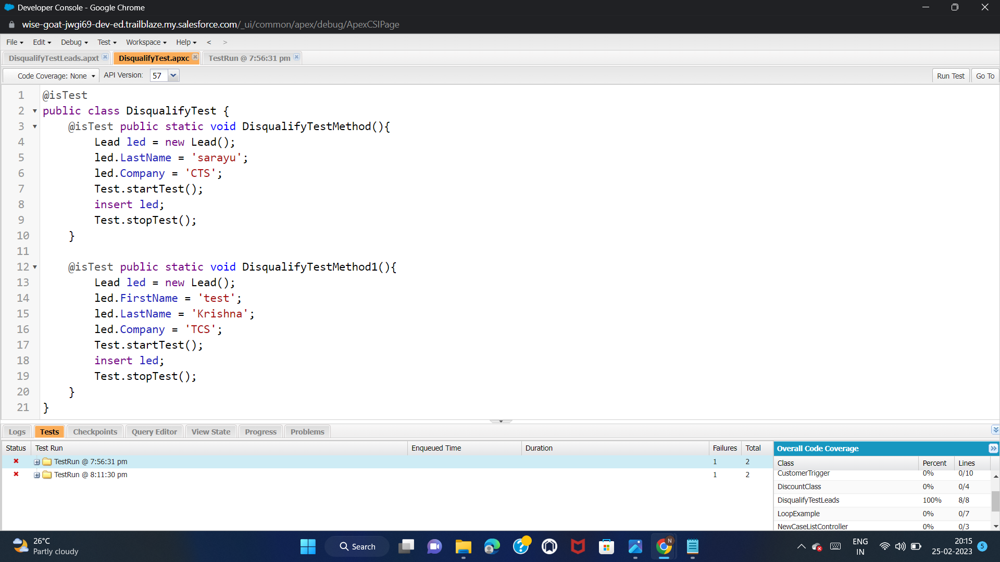 Developer Console - Google Chrome
wise-goat-jwgi69-dev-ed.trailblaze.my.salesforce.com/_ui/common/apex/debug/ApexCSIPage
File Edit Debug Test Workspace Help < >
DisqualifyTestLeads.apxt DisqualifyTest.apxc TestRun @ 7:56:31 pm
Code Coverage: None API Version: 57 Run Test Go To
1 @isTest
2 public class DisqualifyTest {
3 @isTest public static void DisqualifyTestMethod(){
4 Lead led = new Lead();
5 led.LastName = 'sarayu';
6 led.Company = 'CTS';
7 Test.startTest();
8 insert led;
9 Test.stopTest();
10 }
11
12 @isTest public static void DisqualifyTestMethod1(){
13 Lead led = new Lead();
14 led.FirstName = 'test';
15 led.LastName = 'Krishna';
16 led.Company = 'TCS';
17 Test.startTest();
18 insert led;
19 Test.stopTest();
20 }
21 }
Logs Tests Checkpoints Query Editor View State Progress Problems
Status Test Run Enqueued Time Duration Failures Total
TestRun @ 7:56:31 pm 1 2
TestRun @ 8:11:30 pm 1 2
Overall Code Coverage
Class Percent Lines
CustomerTrigger 0% 0/10
DiscountClass 0% 0/4
DisqualifyTestLeads 100% 8/8
LoopExample 0% 0/7
NewCaseListController 0% 0/3
26°C
Partly cloudy
Search
N
ENG
IN
20:15
25-02-2023
5